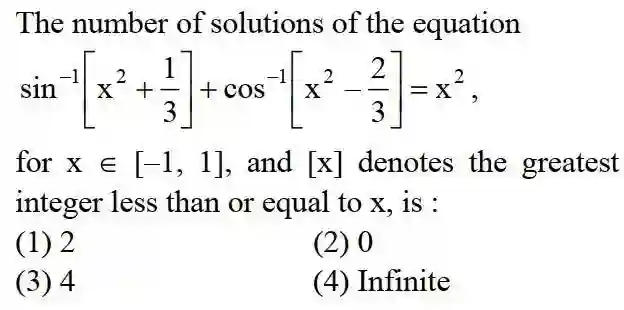 The number of solutions of the equation
sin⁻¹[x² + 1/3] + cos⁻¹[x² − 2/3] = x²,
for x ∈ [–1, 1], and [x] denotes the greatest
integer less than or equal to x, is :
(1) 2 (2) 0
(3) 4 (4) Infinite